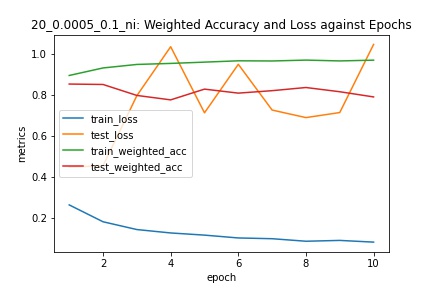 20_0.0005_0.1_ni: Weighted Accuracy and Loss against Epochs
1.0
0.8
0.6
0.4
0.2
metrics
train_loss
test_loss
train_weighted_acc
test_weighted_acc
2
4
6
8
10
epoch